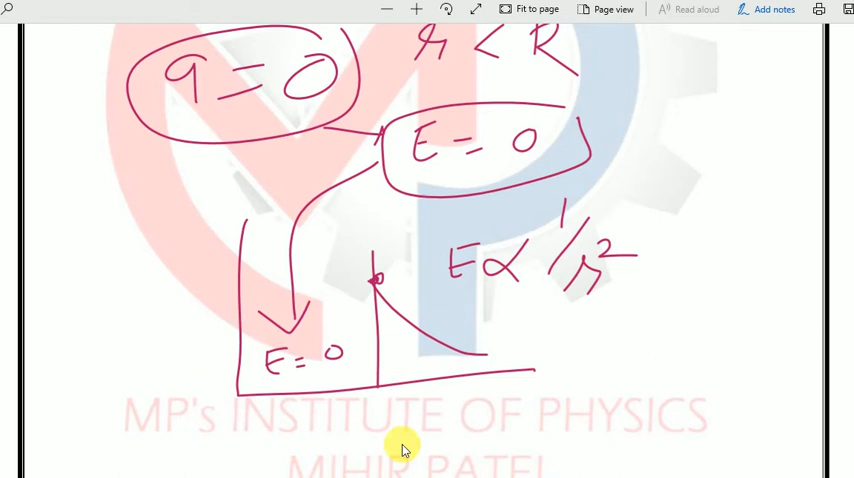 Fit to page Page view Read aloud Add notes
q = 0 r < R
E = 0
E ∝ 1/r²
E = 0
MP's INSTITUTE OF PHYSICS
MIHIR PATEL